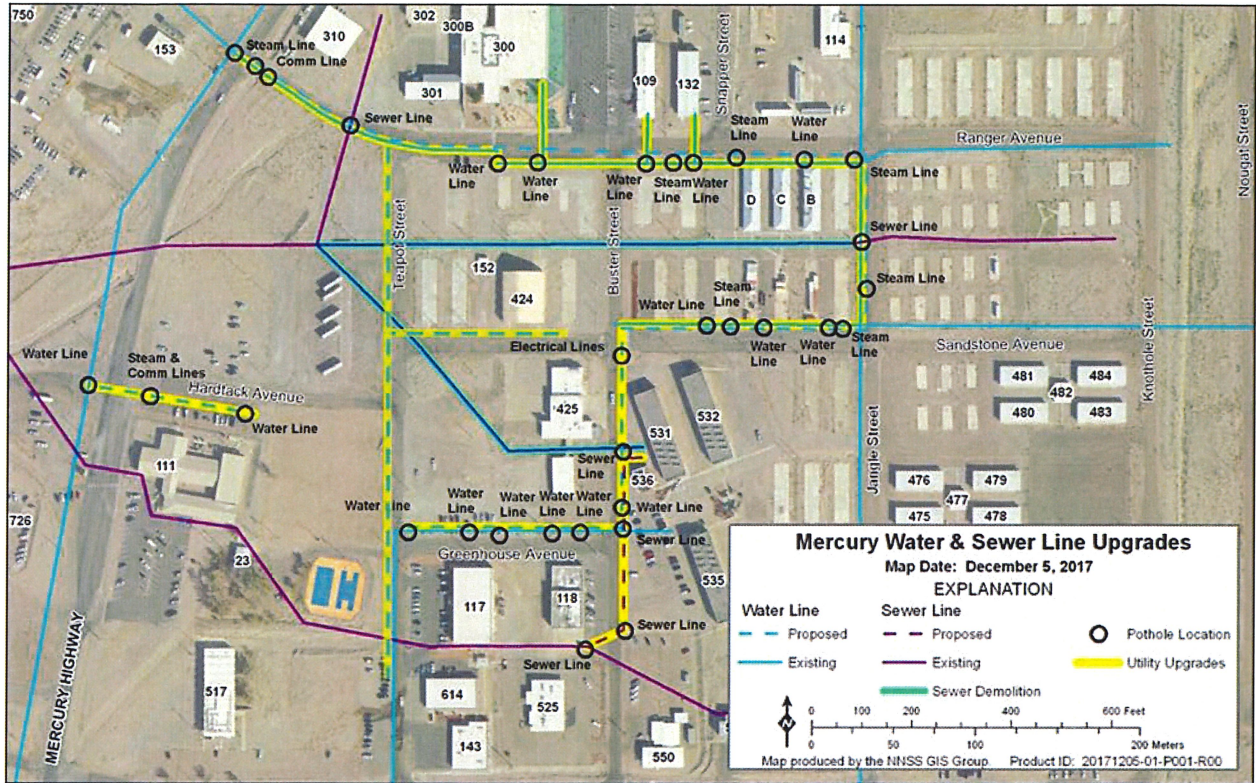 750
302
300B
300
310
153
301
109
132
Snapper Street
114
Steam Line
Comm Line
Sewer Line
Steam
Line
Water
Line
Ranger Avenue
Nougat Street
Water
Line
Water
Line
Water
Line
Steam
Line
Water
Line
Steam Line
D
C
B
Teapot Street
Buster Street
Sewer Line
152
424
Steam Line
Water Line
Steam
Line
Electrical Lines
Water
Line
Water
Line
Steam
Line
Sandstone Avenue
Knothole Street
Water Line
Steam &
Comm Lines
Hardtack Avenue
Water Line
425
531
532
481
484
482
480
483
111
Sewer
Line
536
Jangle Street
476
479
477
475
478
726
Water Line
Water
Line
Water
Line
Water
Line
Water
Line
Water Line
Sewer Line
Greenhouse Avenue
23
535
117
118
Sewer Line
Sewer Line
MERCURY HIGHWAY
517
614
525
143
550
Mercury Water & Sewer Line Upgrades
Map Date: December 5, 2017
EXPLANATION
Water Line
Sewer Line
Proposed
Proposed
Pothole Location
Existing
Existing
Utility Upgrades
Sewer Demolition
N
0 100 200 400 600 Feet
0 50 100 200 Meters
Map produced by the NNSS GIS Group. Product ID: 20171205-01-P001-R00